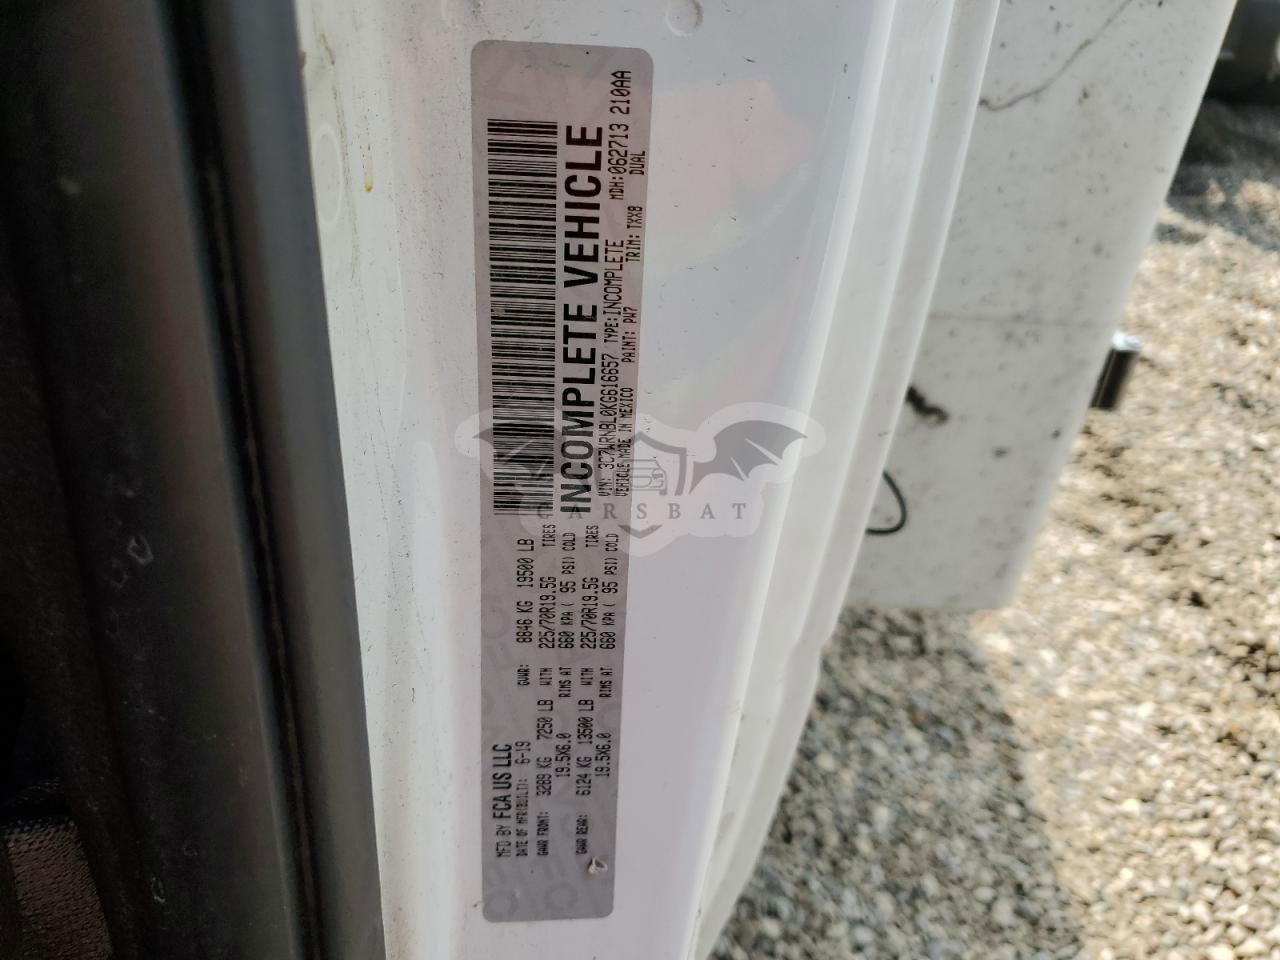 MFD BY FCA US LLC
DATE OF MFR(BUILT): 6-19 GVWR: 8846 KG 19500 LB
GAWR FRONT: 3289 KG 7250 LB WITH 225/70R19.5G TIRES
19.5X6.0 RIMS AT 660 KPA ( 95 PSI) COLD
GAWR REAR: 6124 KG 13500 LB WITH 225/70R19.5G TIRES
19.5X6.0 RIMS AT 660 KPA ( 95 PSI) COLD
INCOMPLETE VEHICLE
VIN: 3C7WRNBL0KG616657 TYPE: INCOMPLETE MDH: 062713 210AA
VEHICLE MADE IN MEXICO PAINT: PW7 TRIM: TXX8 DUAL
CARSBAT